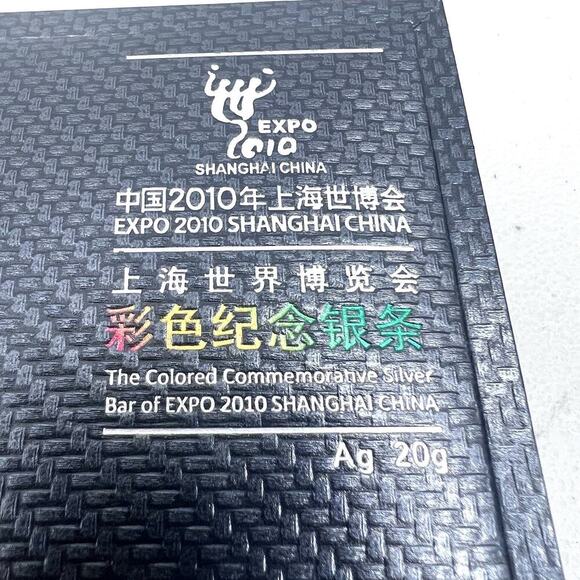 EXPO
2010
SHANGHAI CHINA
中国2010年上海世博会
EXPO 2010 SHANGHAI CHINA
上海世界博览会
彩色纪念银条
The Colored Commemorative Silver
Bar of EXPO 2010 SHANGHAI CHINA
Ag 20g